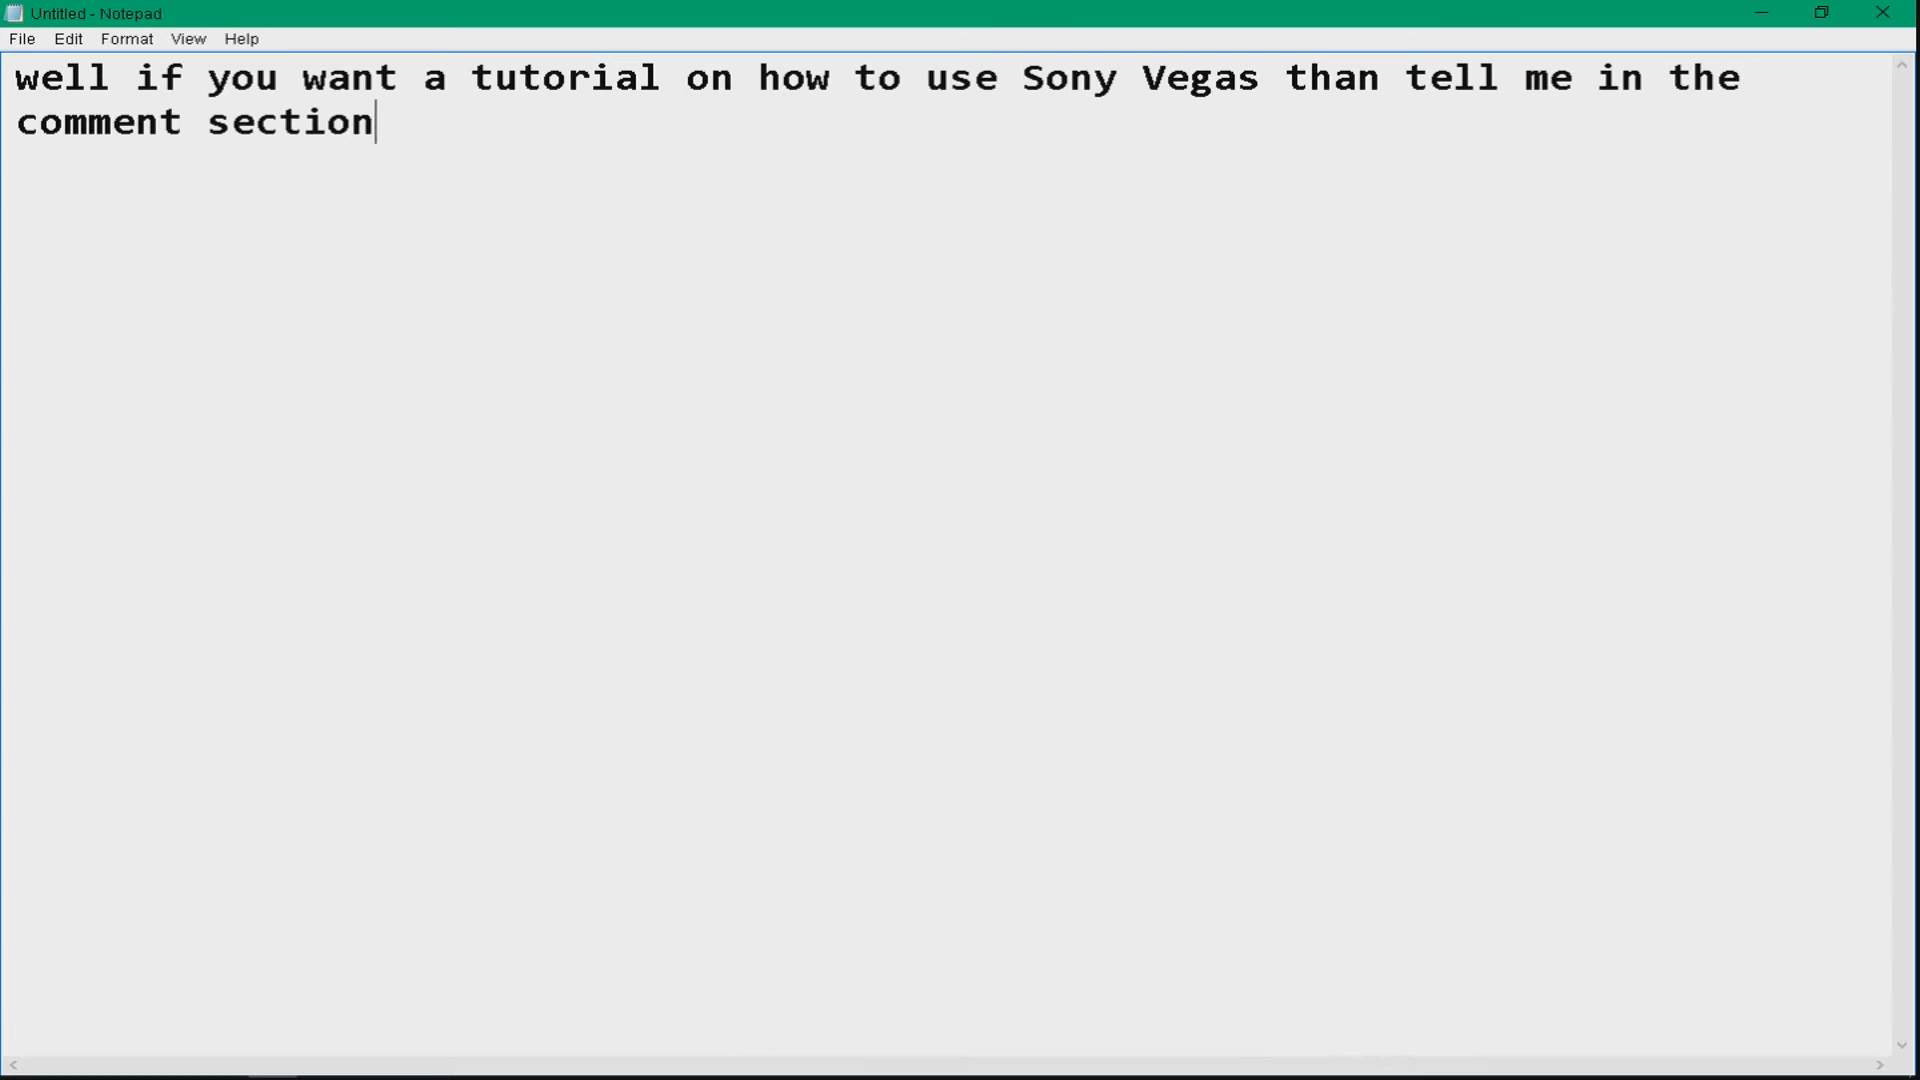 Untitled - Notepad
File Edit Format View Help
well if you want a tutorial on how to use Sony Vegas than tell me in the
comment section